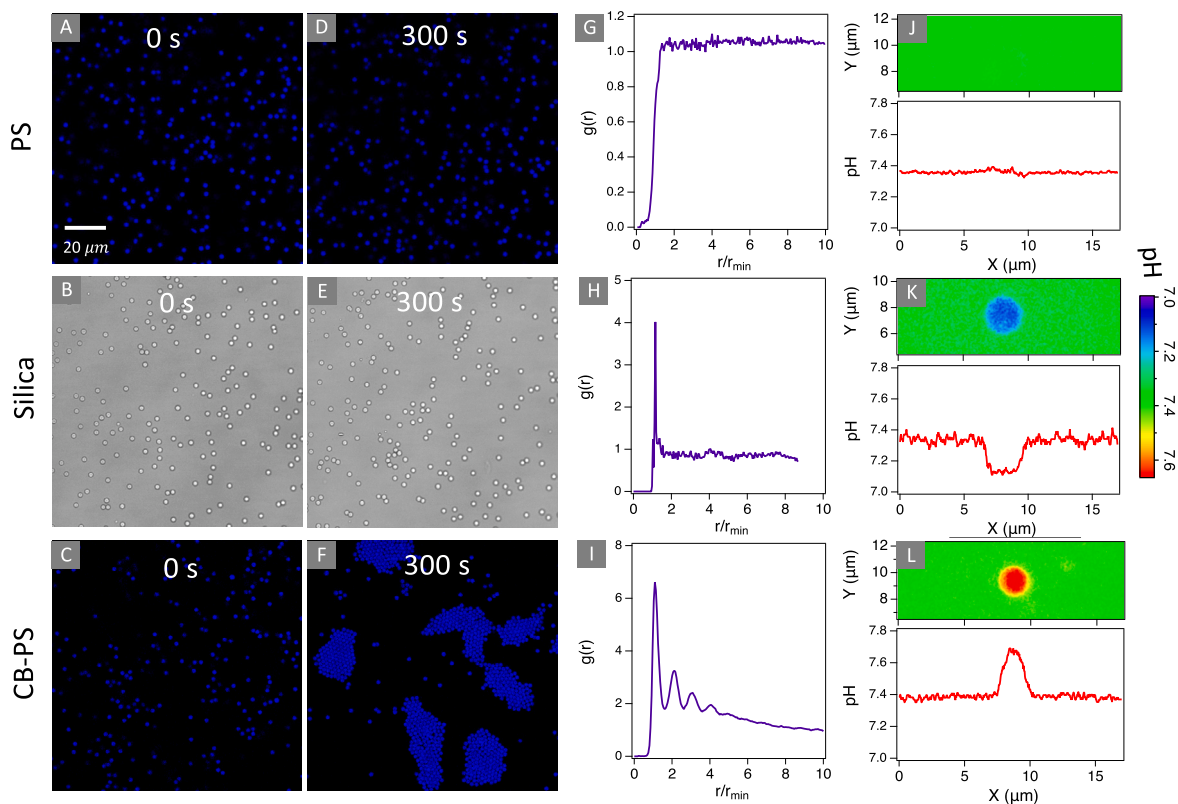 PS
A
0 s
20 μm
D
300 s
G
1.2
1.0
0.8
0.6
0.4
0.2
0.0
g(r)
0 2 4 6 8 10
r/rmin
J
12
10
8
Y (µm)
7.8
7.6
7.4
7.2
7.0
pH
0 5 10 15
X (µm)
Silica
B
0 s
E
300 s
H
5
4
3
2
1
0
g(r)
0 2 4 6 8 10
r/rmin
K
10
8
6
Y (µm)
7.8
7.6
7.4
7.2
7.0
pH
0 5 10 15
X (µm)
pH
7.0
7.2
7.4
7.6
CB-PS
C
0 s
F
300 s
I
8
6
4
2
0
g(r)
0 2 4 6 8 10
r/rmin
L
12
10
8
Y (µm)
7.8
7.6
7.4
7.2
7.0
pH
0 5 10 15
X (µm)